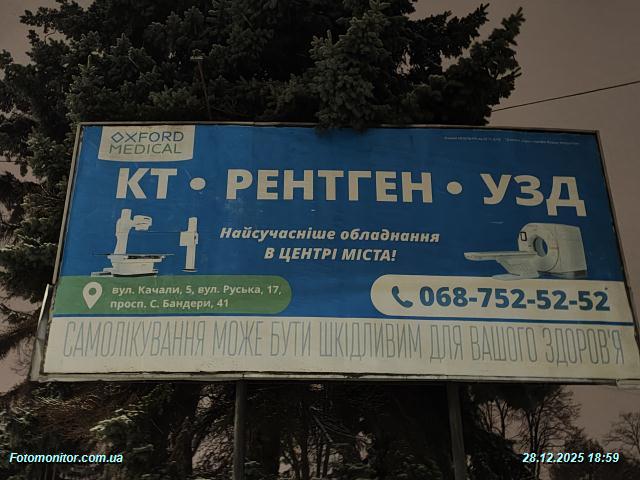 OXFORD
MEDICAL
КТ • РЕНТГЕН • УЗД
Найсучасніше обладнання
В ЦЕНТРІ МІСТА!
вул. Качали, 5, вул. Руська, 17,
просп. С. Бандери, 41
068-752-52-52
САМОЛІКУВАННЯ МОЖЕ БУТИ ШКІДЛИВИМ ДЛЯ ВАШОГО ЗДОРОВ'Я
Fotomonitor.com.ua
28.12.2025 18:59